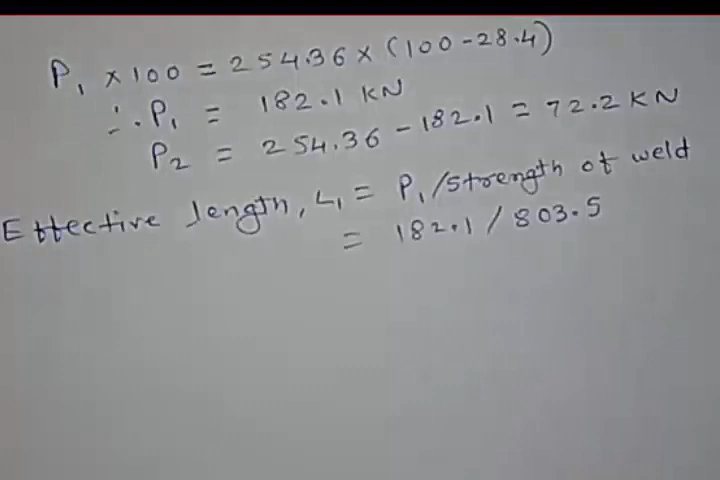 P₁ × 100 = 254.36 × (100 - 28.4)
∴ P₁ = 182.1 KN
P₂ = 254.36 - 182.1 = 72.2 KN
Effective length, L₁ = P₁/strength of weld
= 182.1 / 803.5